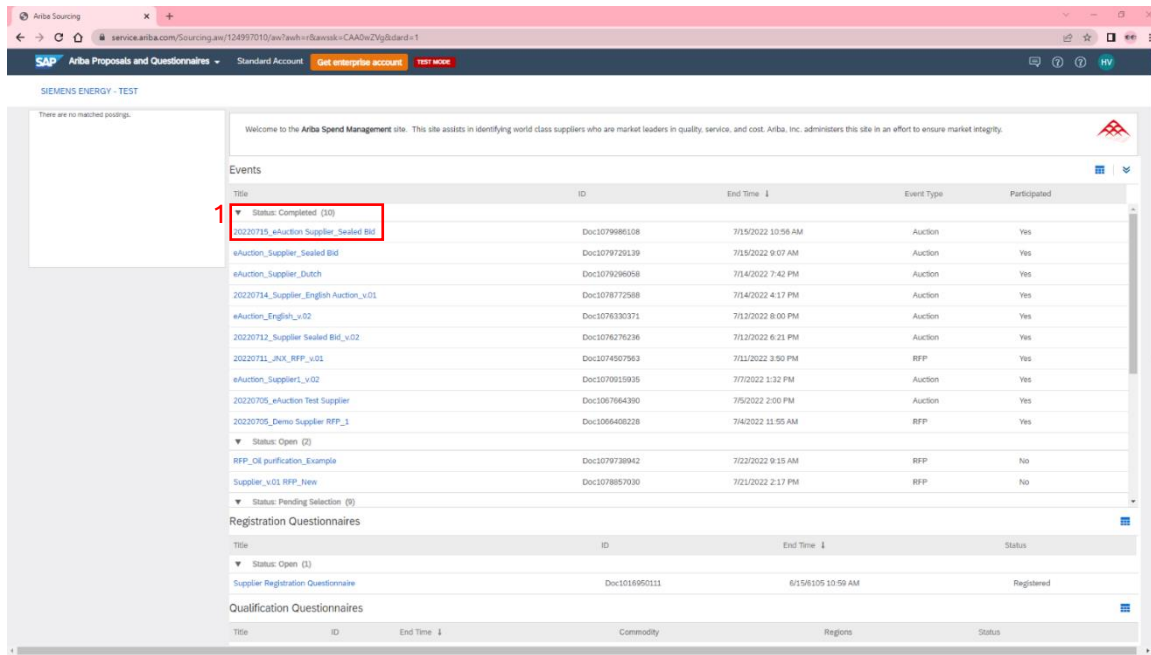 Ariba Sourcing
service.ariba.com/Sourcing.aw/124997010/aw?awh=r&awssk=CAA0wZVg&dard=1
SAP Ariba Proposals and Questionnaires Standard Account Get enterprise account TEST MODE HV
SIEMENS ENERGY - TEST
There are no matched postings.
Welcome to the Ariba Spend Management site. This site assists in identifying world class suppliers who are market leaders in quality, service, and cost. Ariba, Inc. administers this site in an effort to ensure market integrity.
Events
Title ID End Time Event Type Participated
1
Status: Completed (10)
20220715_eAuction Supplier_Sealed Bid Doc1079986108 7/15/2022 10:56 AM Auction Yes
eAuction_Supplier_Sealed Bid Doc1079729139 7/15/2022 9:07 AM Auction Yes
eAuction_Supplier_Dutch Doc1079296058 7/14/2022 7:42 PM Auction Yes
20220714_Supplier_English Auction_v.01 Doc1078772588 7/14/2022 4:17 PM Auction Yes
eAuction_English_v.02 Doc1076330371 7/12/2022 8:00 PM Auction Yes
20220712_Supplier Sealed Bid_v.02 Doc1076276236 7/12/2022 6:21 PM Auction Yes
20220711_JNX_RFP_v.01 Doc1074507563 7/11/2022 3:50 PM RFP Yes
eAuction_Supplier1_v.02 Doc1070915935 7/7/2022 1:32 PM Auction Yes
20220705_eAuction Test Supplier Doc1067664390 7/5/2022 2:00 PM Auction Yes
20220705_Demo Supplier RFP_1 Doc1066408228 7/4/2022 11:55 AM RFP Yes
Status: Open (2)
RFP_Oil purification_Example Doc1079738942 7/22/2022 9:15 AM RFP No
Supplier_v.01 RFP_New Doc1078857030 7/21/2022 2:17 PM RFP No
Status: Pending Selection (9)
Registration Questionnaires
Title ID End Time Status
Status: Open (1)
Supplier Registration Questionnaire Doc1016950111 6/15/6105 10:59 AM Registered
Qualification Questionnaires
Title ID End Time Commodity Regions Status